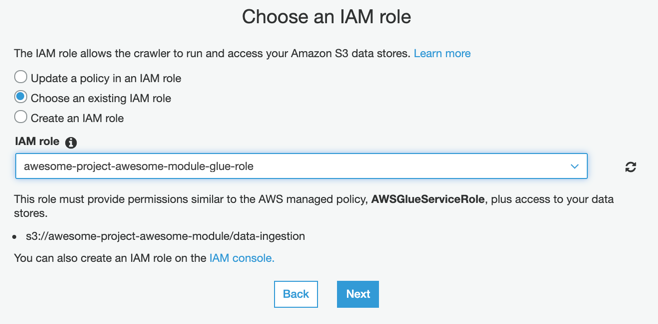 Choose an IAM role
The IAM role allows the crawler to run and access your Amazon S3 data stores. Learn more
Update a policy in an IAM role
Choose an existing IAM role
Create an IAM role
IAM role
awesome-project-awesome-module-glue-role
This role must provide permissions similar to the AWS managed policy, AWSGlueServiceRole, plus access to your data
stores.
• s3://awesome-project-awesome-module/data-ingestion
You can also create an IAM role on the IAM console.
Back Next